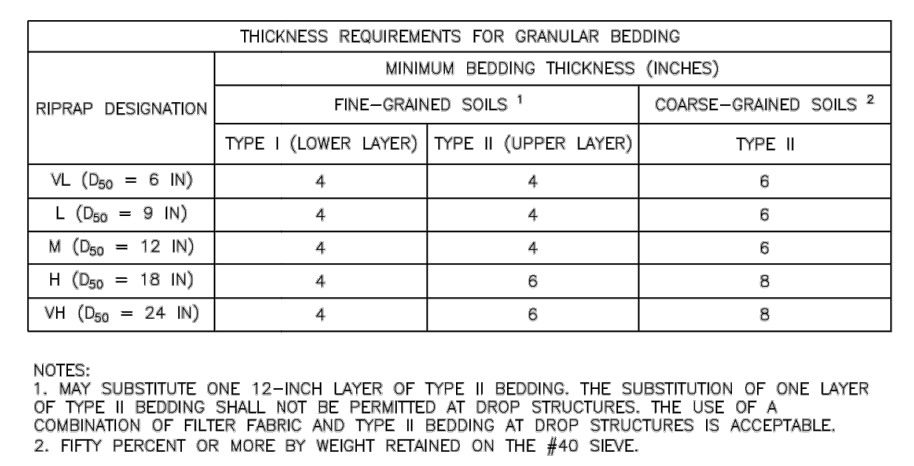 THICKNESS REQUIREMENTS FOR GRANULAR BEDDING
RIPRAP DESIGNATION
MINIMUM BEDDING THICKNESS (INCHES)
FINE-GRAINED SOILS 1
COARSE-GRAINED SOILS 2
TYPE I (LOWER LAYER) TYPE II (UPPER LAYER) TYPE II
VL (D50 = 6 IN) 4 4 6
L (D50 = 9 IN) 4 4 6
M (D50 = 12 IN) 4 4 6
H (D50 = 18 IN) 4 6 8
VH (D50 = 24 IN) 4 6 8
NOTES:
1. MAY SUBSTITUTE ONE 12-INCH LAYER OF TYPE II BEDDING. THE SUBSTITUTION OF ONE LAYER
OF TYPE II BEDDING SHALL NOT BE PERMITTED AT DROP STRUCTURES. THE USE OF A
COMBINATION OF FILTER FABRIC AND TYPE II BEDDING AT DROP STRUCTURES IS ACCEPTABLE.
2. FIFTY PERCENT OR MORE BY WEIGHT RETAINED ON THE #40 SIEVE.